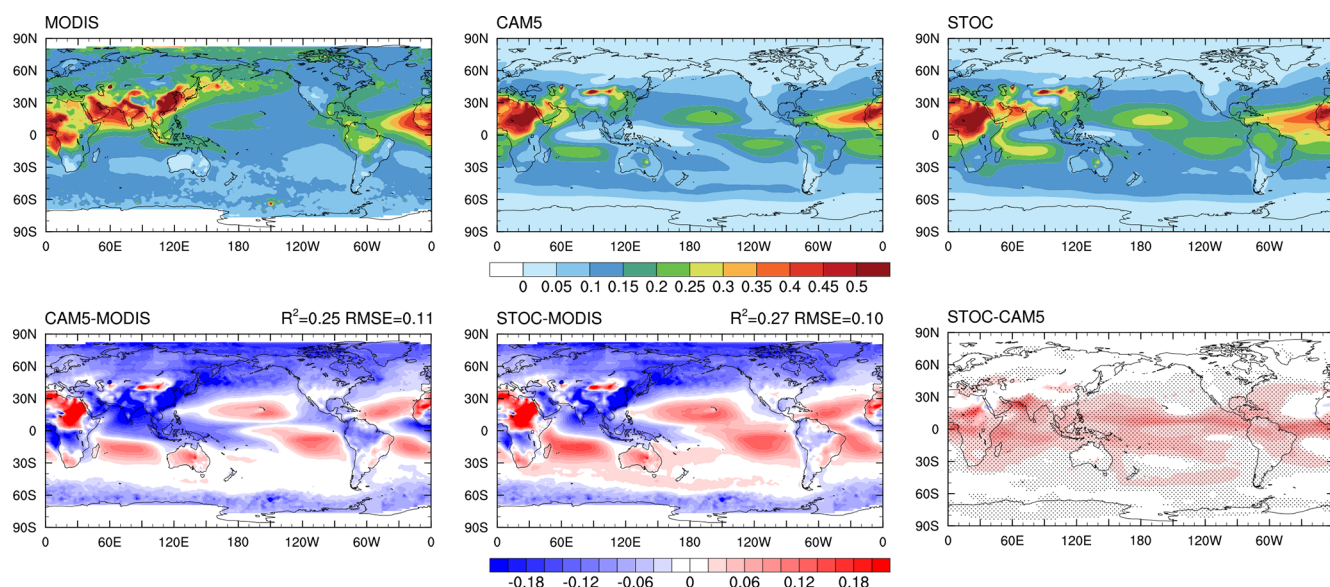 MODIS CAM5 STOC
90N 90N 90N
60N 60N 60N
30N 30N 30N
0 0 0
30S 30S 30S
60S 60S 60S
90S 90S 90S
0 60E 120E 180 120W 60W 0 0 60E 120E 180 120W 60W 0 0 60E 120E 180 120W 60W
0 0.05 0.1 0.15 0.2 0.25 0.3 0.35 0.4 0.45 0.5
CAM5-MODIS R²=0.25 RMSE=0.11 STOC-MODIS R²=0.27 RMSE=0.10 STOC-CAM5
90N 90N 90N
60N 60N 60N
30N 30N 30N
0 0 0
30S 30S 30S
60S 60S 60S
90S 90S 90S
0 60E 120E 180 120W 60W 0 0 60E 120E 180 120W 60W 0 0 60E 120E 180 120W 60W
-0.18 -0.12 -0.06 0 0.06 0.12 0.18